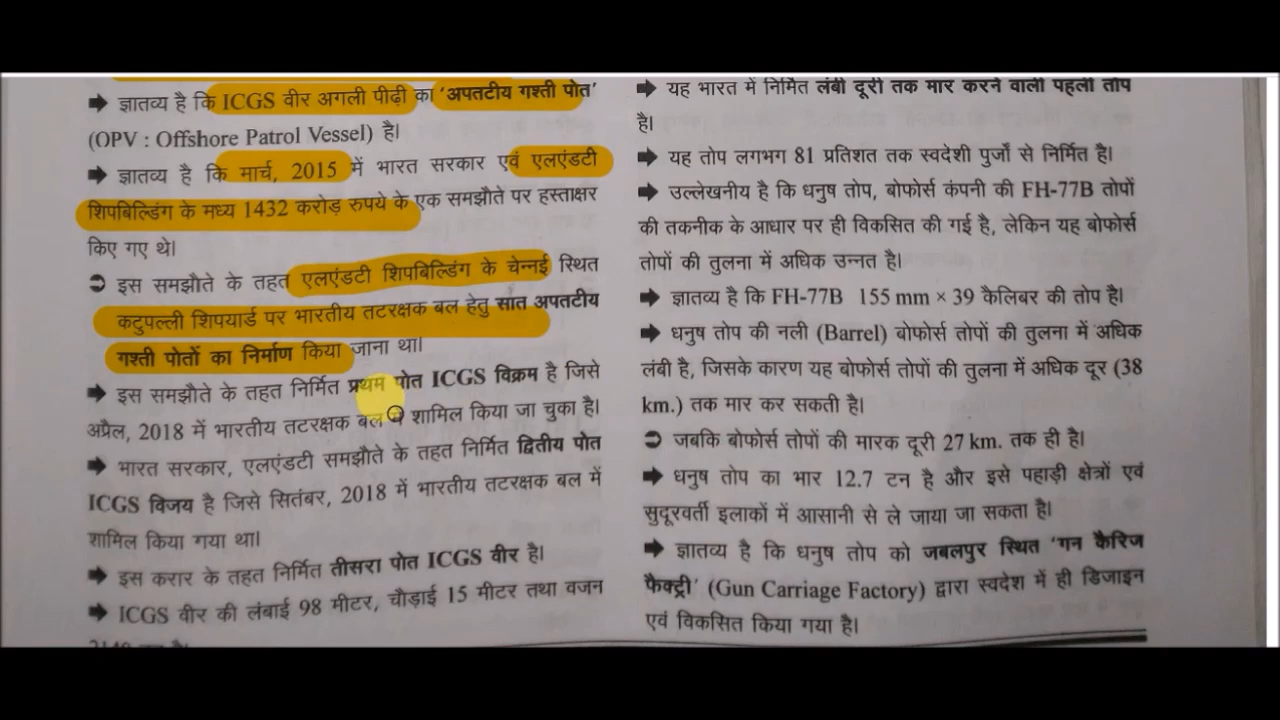 ➡ ज्ञातव्य है कि ICGS वीर अगली पीढ़ी का 'अपतटीय गश्ती पोत'
(OPV : Offshore Patrol Vessel) है।
➡ ज्ञातव्य है कि मार्च, 2015 में भारत सरकार एवं एलएंडटी
शिपबिल्डिंग के मध्य 1432 करोड़ रुपये के एक समझौते पर हस्ताक्षर
किए गए थे।
➲ इस समझौते के तहत एलएंडटी शिपबिल्डिंग के चेन्नई स्थित
कटुपल्ली शिपयार्ड पर भारतीय तटरक्षक बल हेतु सात अपतटीय
गश्ती पोतों का निर्माण किया जाना था।
➡ इस समझौते के तहत निर्मित प्रथम पोत ICGS विक्रम है जिसे
अप्रैल, 2018 में भारतीय तटरक्षक बल में शामिल किया जा चुका है।
➡ भारत सरकार, एलएंडटी समझौते के तहत निर्मित द्वितीय पोत
ICGS विजय है जिसे सितंबर, 2018 में भारतीय तटरक्षक बल में
शामिल किया गया था।
➡ इस करार के तहत निर्मित तीसरा पोत ICGS वीर है।
➡ ICGS वीर की लंबाई 98 मीटर, चौड़ाई 15 मीटर तथा वजन
➡ यह भारत में निर्मित लंबी दूरी तक मार करने वाली पहली तोप
है।
➡ यह तोप लगभग 81 प्रतिशत तक स्वदेशी पुर्जों से निर्मित है।
➡ उल्लेखनीय है कि धनुष तोप, बोफोर्स कंपनी की FH-77B तोपों
की तकनीक के आधार पर ही विकसित की गई है, लेकिन यह बोफोर्स
तोपों की तुलना में अधिक उन्नत है।
➡ ज्ञातव्य है कि FH-77B 155 mm × 39 कैलिबर की तोप है।
➡ धनुष तोप की नली (Barrel) बोफोर्स तोपों की तुलना में अधिक
लंबी है, जिसके कारण यह बोफोर्स तोपों की तुलना में अधिक दूर (38
km.) तक मार कर सकती है।
➲ जबकि बोफोर्स तोपों की मारक दूरी 27 km. तक ही है।
➡ धनुष तोप का भार 12.7 टन है और इसे पहाड़ी क्षेत्रों एवं
सुदूरवर्ती इलाकों में आसानी से ले जाया जा सकता है।
➡ ज्ञातव्य है कि धनुष तोप को जबलपुर स्थित 'गन कैरिज
फैक्ट्री' (Gun Carriage Factory) द्वारा स्वदेश में ही डिजाइन
एवं विकसित किया गया है।